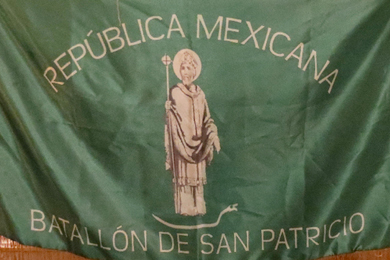 REPÚBLICA MEXICANA
BATALLÓN DE SAN PATRICIO